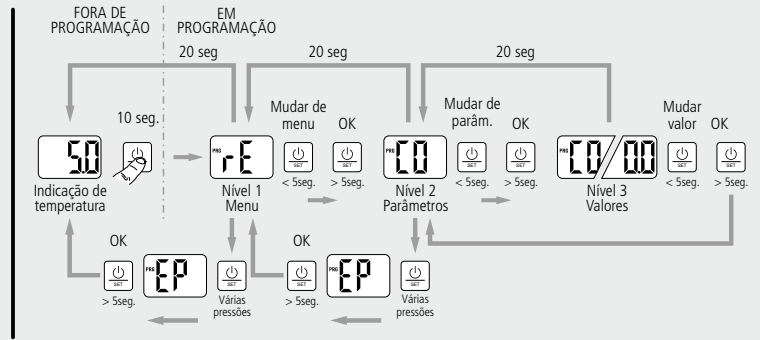 FORA DE
PROGRAMAÇÃO
EM
PROGRAMAÇÃO
20 seg
20 seg
20 seg
10 seg.
Mudar de
menu
OK
Mudar de
parâm.
OK
Mudar
valor
OK
5.0
SET
PRG rE
SET
SET
PRG C0
SET
SET
PRG C0/0.0
SET
SET
Indicação de
temperatura
Nível 1
Menu
< 5seg.
> 5seg.
Nível 2
Parâmetros
< 5seg.
> 5seg.
Nível 3
Valores
< 5seg.
> 5seg.
OK
OK
SET
PRG EP
SET
SET
PRG EP
SET
> 5seg.
Várias
pressões
> 5seg.
Várias
pressões